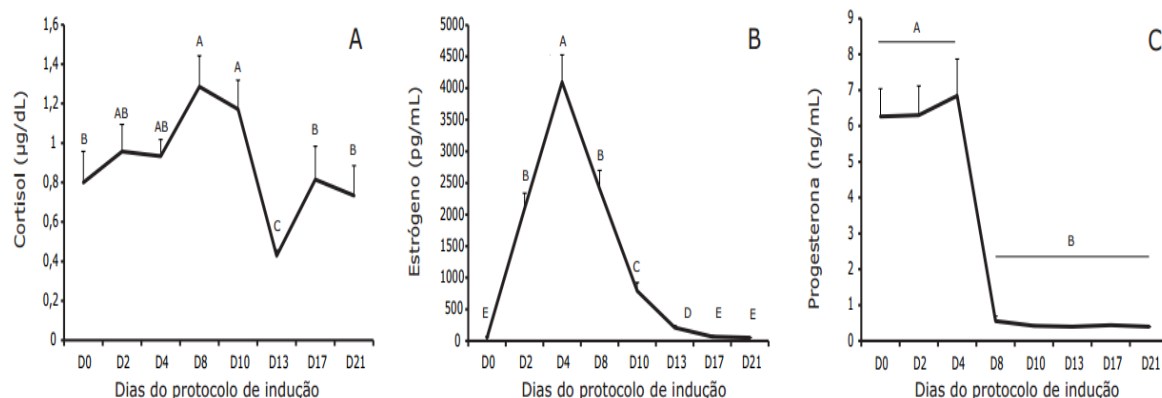 A
Cortisol (µg/dL)
1,6
1,4
1,2
1
0,8
0,6
0,4
0,2
0
B
AB
AB
A
A
C
B
B
D0 D2 D4 D8 D10 D13 D17 D21
Dias do protocolo de indução
B
Estrógeno (pg/mL)
5000
4500
4000
3500
3000
2500
2000
1500
1000
500
0
E
B
A
B
C
D
E
E
D0 D2 D4 D8 D10 D13 D17 D21
Dias do protocolo de indução
C
Progesterona (ng/mL)
9
8
7
6
5
4
3
2
1
0
A
B
D0 D2 D4 D8 D10 D13 D17 D21
Dias do protocolo de indução